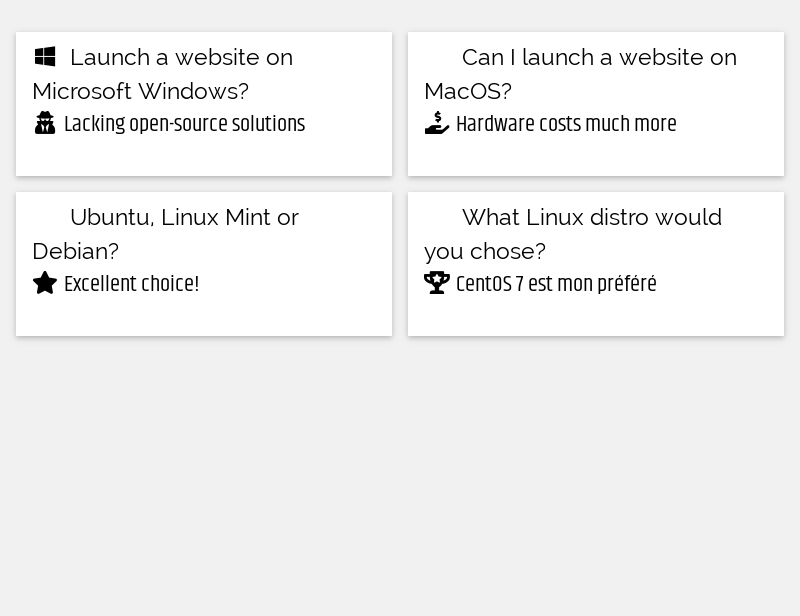 Launch a website on
Microsoft Windows?
Lacking open-source solutions
Can I launch a website on
MacOS?
Hardware costs much more
Ubuntu, Linux Mint or
Debian?
Excellent choice!
What Linux distro would
you chose?
CentOS 7 est mon préféré